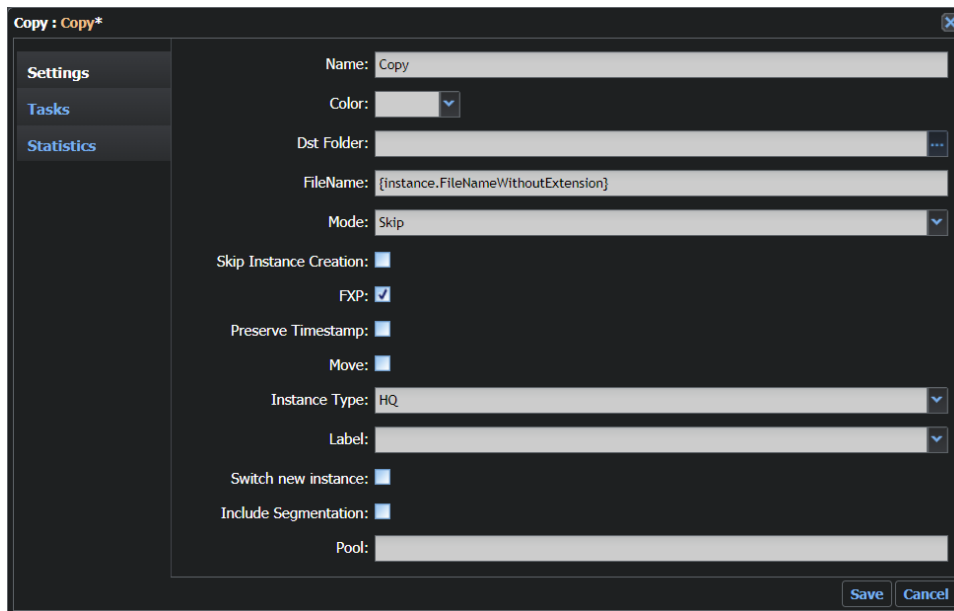 Copy : Copy*
Settings
Tasks
Statistics
Name: Copy
Color:
Dst Folder: ...
FileName: {instance.FileNameWithoutExtension}
Mode: Skip
Skip Instance Creation:
FXP:
Preserve Timestamp:
Move:
Instance Type: HQ
Label:
Switch new instance:
Include Segmentation:
Pool:
Save Cancel